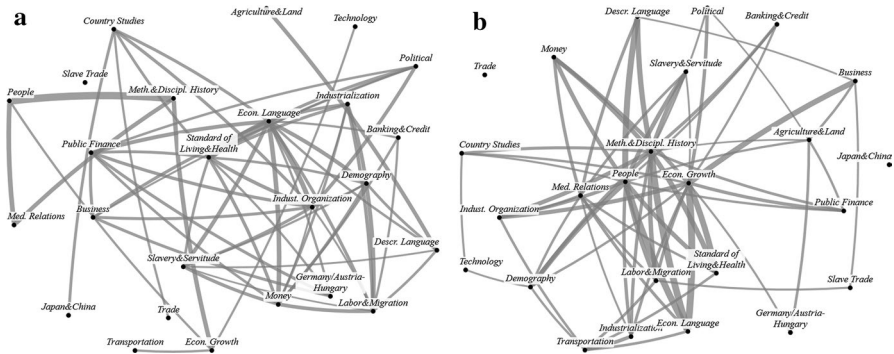 a
Agriculture&Land
Country Studies
Technology
Political
Slave Trade
People
Meth.&Discipl. History
Industrialization
Econ. Language
Banking&Credit
Public Finance
Standard of
Living&Health
Demography
Indust. Organization
Med. Relations
Business
Descr. Language
Slavery&Servitude
Germany/Austria-
Hungary
Money
Labor&Migration
Japan&China
Trade
Transportation
Econ. Growth
b
Descr. Language
Political
Banking&Credit
Money
Slavery&Servitude
Trade
Business
Agriculture&Land
Country Studies
Meth.&Discipl. History
Japan&China
People
Econ. Growth
Med. Relations
Public Finance
Indust. Organization
Standard of
Living&Health
Technology
Labor&Migration
Demography
Slave Trade
Germany/Austria-
Hungary
Industrialization
Econ. Language
Transportation